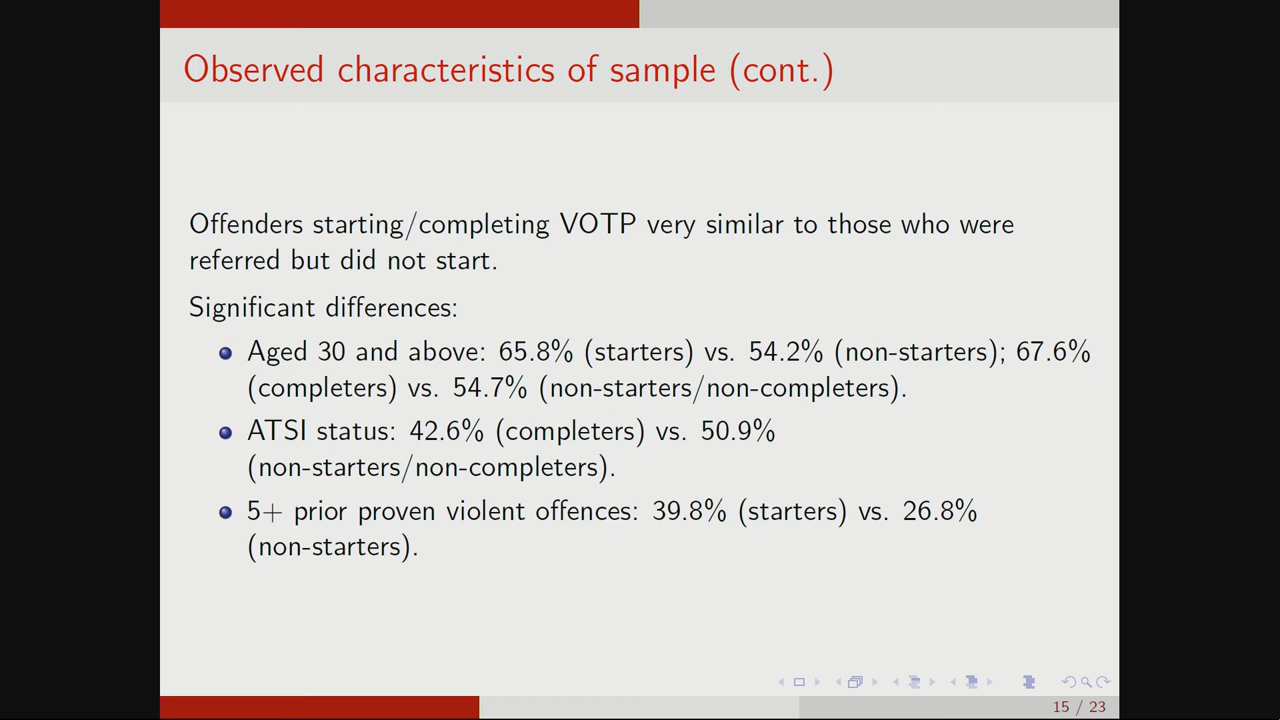 Observed characteristics of sample (cont.)
Offenders starting/completing VOTP very similar to those who were
referred but did not start.
Significant differences:
Aged 30 and above: 65.8% (starters) vs. 54.2% (non-starters); 67.6%
(completers) vs. 54.7% (non-starters/non-completers).
ATSI status: 42.6% (completers) vs. 50.9%
(non-starters/non-completers).
5+ prior proven violent offences: 39.8% (starters) vs. 26.8%
(non-starters).
15 / 23